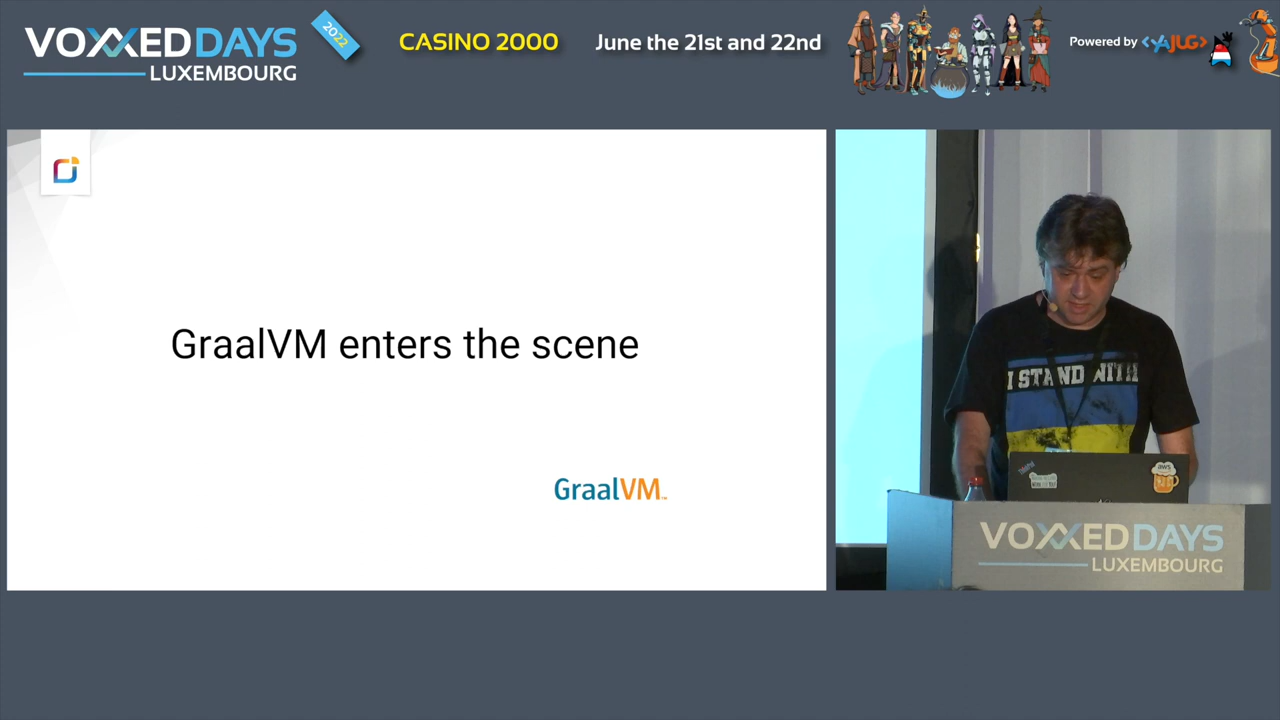 VOXXEDDAYS
LUXEMBOURG
2022
CASINO 2000
June the 21st and 22nd
Powered by <YAJUG>
GraalVM enters the scene
GraalVM
I STAND WITH
aws
VOXXEDDAYS
LUXEMBOURG